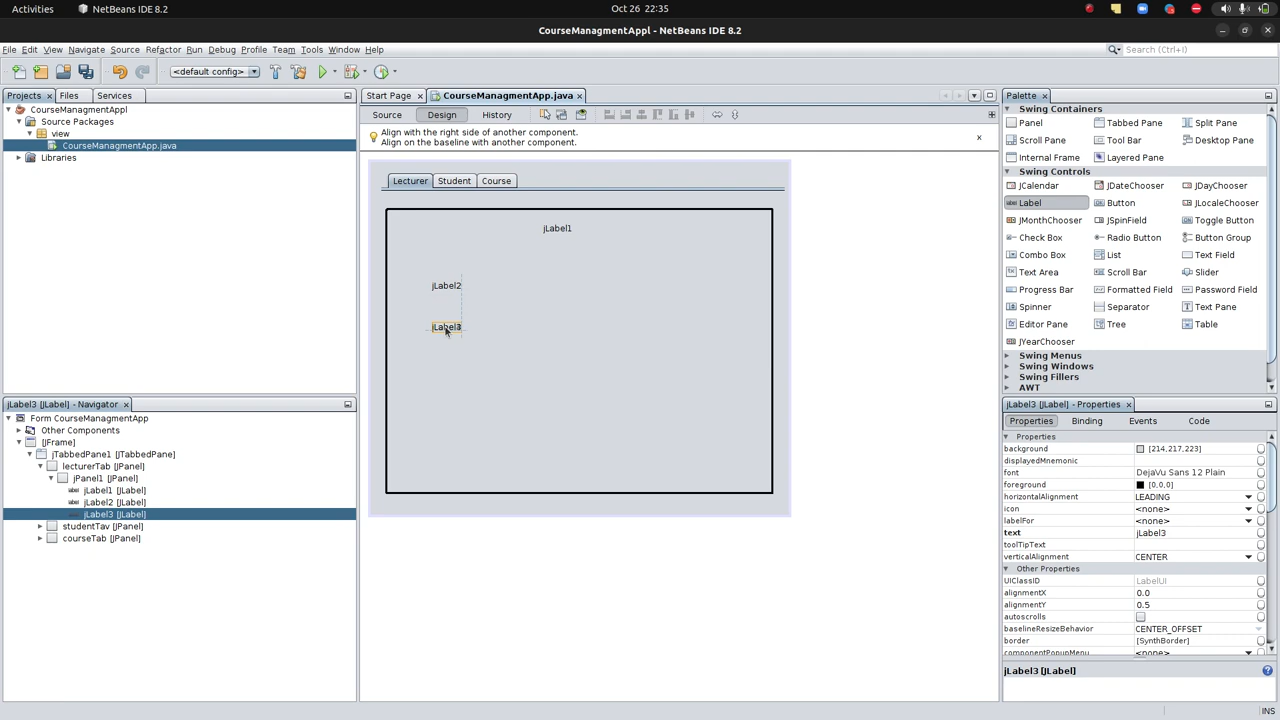 Activities NetBeans IDE 8.2 Oct 26 22:35
CourseManagmentAppl - NetBeans IDE 8.2
File Edit View Navigate Source Refactor Run Debug Profile Team Tools Window Help Search (Ctrl+I)
<default config>
Projects Files Services
CourseManagmentAppl
Source Packages
view
CourseManagmentApp.java
Libraries
Start Page CourseManagmentApp.java
Source Design History
Align with the right side of another component.
Align on the baseline with another component.
Lecturer Student Course
jLabel1
jLabel2
jLabel3
Palette
Swing Containers
Panel Tabbed Pane Split Pane
Scroll Pane Tool Bar Desktop Pane
Internal Frame Layered Pane
Swing Controls
JCalendar JDateChooser JDayChooser
Label Button JLocaleChooser
JMonthChooser JSpinField Toggle Button
Check Box Radio Button Button Group
Combo Box List Text Field
Text Area Scroll Bar Slider
Progress Bar Formatted Field Password Field
Spinner Separator Text Pane
Editor Pane Tree Table
JYearChooser
Swing Menus
Swing Windows
Swing Fillers
AWT
jLabel3 [JLabel] - Navigator
Form CourseManagmentApp
Other Components
[JFrame]
jTabbedPane1 [JTabbedPane]
lecturerTab [JPanel]
jPanel1 [JPanel]
label jLabel1 [JLabel]
label jLabel2 [JLabel]
jLabel3 [JLabel]
studentTav [JPanel]
courseTab [JPanel]
jLabel3 [JLabel] - Properties
Properties Binding Events Code
Properties
background [214,217,223]
displayedMnemonic
font DejaVu Sans 12 Plain
foreground [0,0,0]
horizontalAlignment LEADING
icon <none>
labelFor <none>
text jLabel3
toolTipText
verticalAlignment CENTER
Other Properties
UIClassID LabelUI
alignmentX 0.0
alignmentY 0.5
autoscrolls
baselineResizeBehavior CENTER_OFFSET
border [SynthBorder]
componentPopupMenu <none>
jLabel3 [JLabel]
INS